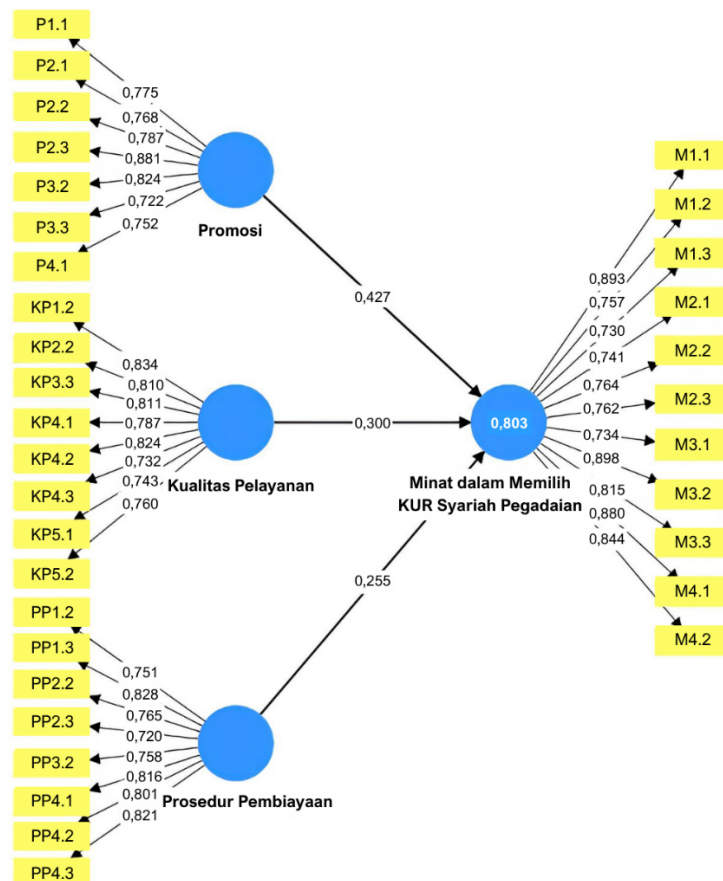 P1.1
P2.1
P2.2
P2.3
P3.2
P3.3
P4.1
0,775
0,768
0,787
0,881
0,824
0,722
0,752
Promosi
KP1.2
KP2.2
KP3.3
KP4.1
KP4.2
KP4.3
KP5.1
KP5.2
0,834
0,810
0,811
0,787
0,824
0,732
0,743
0,760
Kualitas Pelayanan
PP1.2
PP1.3
PP2.2
PP2.3
PP3.2
PP4.1
PP4.2
PP4.3
0,751
0,828
0,765
0,720
0,758
0,816
0,801
0,821
Prosedur Pembiayaan
0,427
0,300
0,255
0,803
Minat dalam Memilih
KUR Syariah Pegadaian
0,893
0,757
0,730
0,741
0,764
0,762
0,734
0,898
0,815
0,880
0,844
M1.1
M1.2
M1.3
M2.1
M2.2
M2.3
M3.1
M3.2
M3.3
M4.1
M4.2